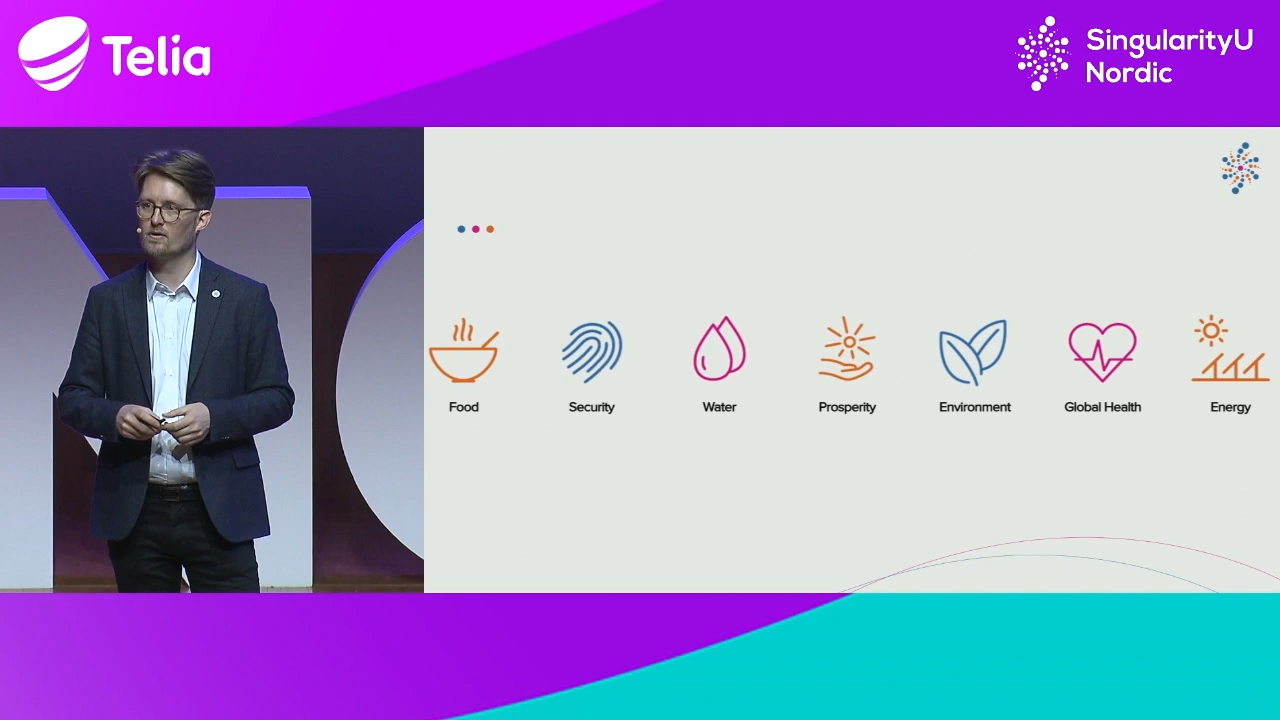 Telia
SingularityU
Nordic
Food
Security
Water
Prosperity
Environment
Global Health
Energy